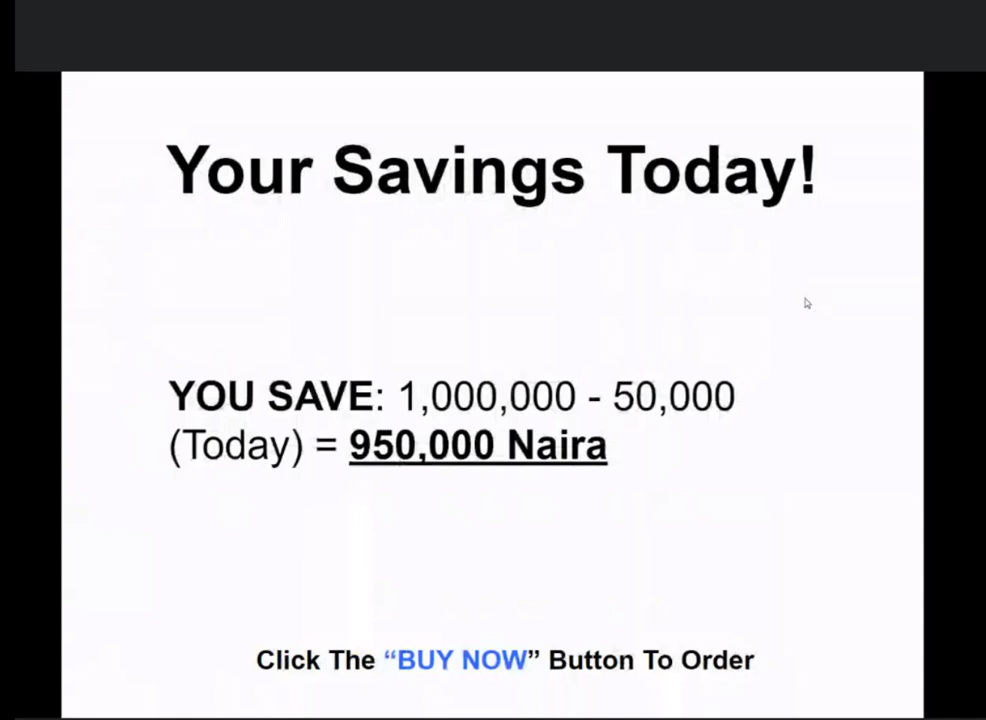 Your Savings Today!
YOU SAVE: 1,000,000 - 50,000
(Today) = 950,000 Naira
Click The “BUY NOW” Button To Order